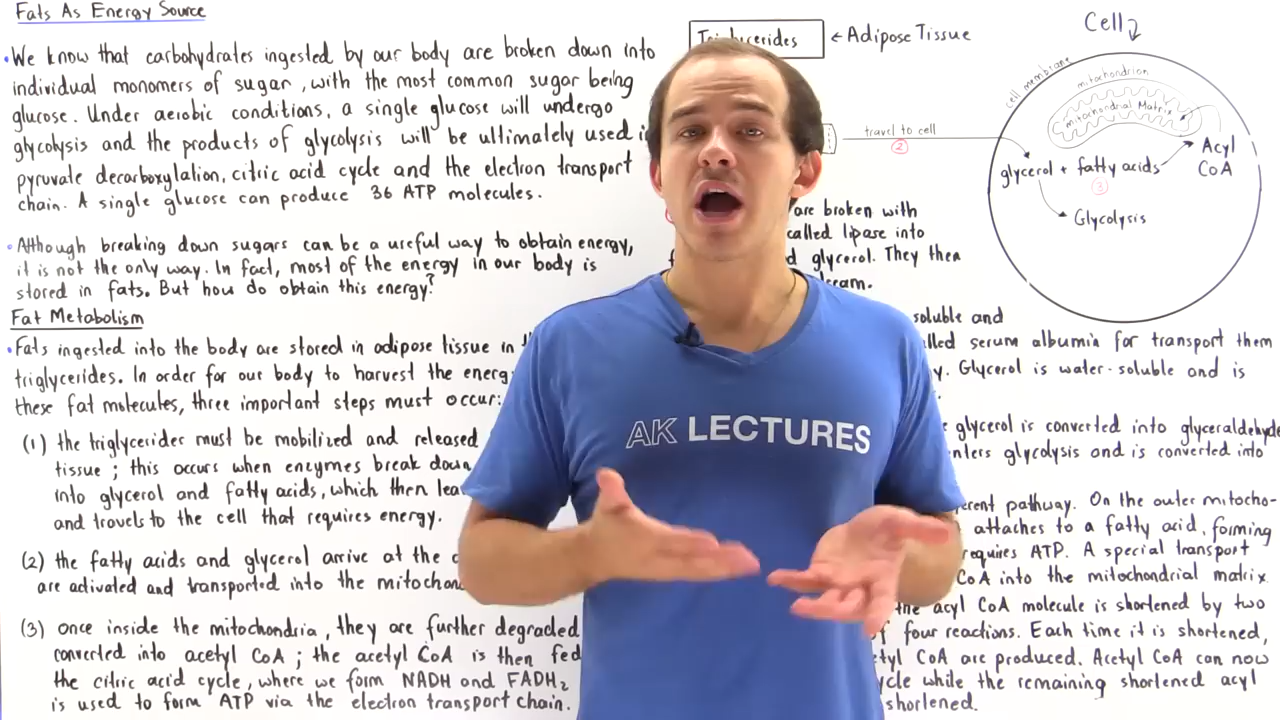 Fats As Energy Source
•We know that carbohydrates ingested by our body are broken down into
individual monomers of sugar, with the most common sugar being
glucose. Under aerobic conditions, a single glucose will undergo
glycolysis and the products of glycolysis will be ultimately used
pyruvate decarboxylation, citric acid cycle and the electron transport
chain. A single glucose can produce 36 ATP molecules.
•Although breaking down sugars can be a useful way to obtain energy,
it is not the only way. In fact, most of the energy in our body is
stored in fats. But how do obtain this energy?
Fat Metabolism
•Fats ingested into the body are stored in adipose tissue in
triglycerides. In order for our body to harvest the
these fat molecules, three important steps must occur:
(1) the triglycerider must be mobilized and released
tissue; this occurs when enzymes break down
into glycerol and fatty acids, which then
and travels to the cell that requires energy.
(2) the fatty acids and glycerol arrive at the
are activated and transported into the
(3) once inside the mitochondria, they are further degraded
converted into acetyl CoA; the acetyl CoA is then fed
the citric acid cycle, where we form NADH and FADH2
is used to form ATP via the electron transport chain.
AK LECTURES
←Adipose Tissue
travel to cell
2
Cell
cell membrane
mitochondrion
mitochondrial Matrix
Acyl
CoA
glycerol + fatty acids
3
Glycolysis
are broken with
called lipase into
glycerol. They then
soluble and
serum albumin for transport them
Glycerol is water-soluble and is
glycerol is converted into glyceraldehyde
glycolysis and is converted into
pathway. On the outer mitocho-
attaches to a fatty acid, forming
requires ATP. A special transport
CoA into the mitochondrial matrix.
the acyl CoA molecule is shortened by two
of four reactions. Each time it is shortened,
CoA are produced. Acetyl CoA can now
while the remaining shortened acyl
shortened.